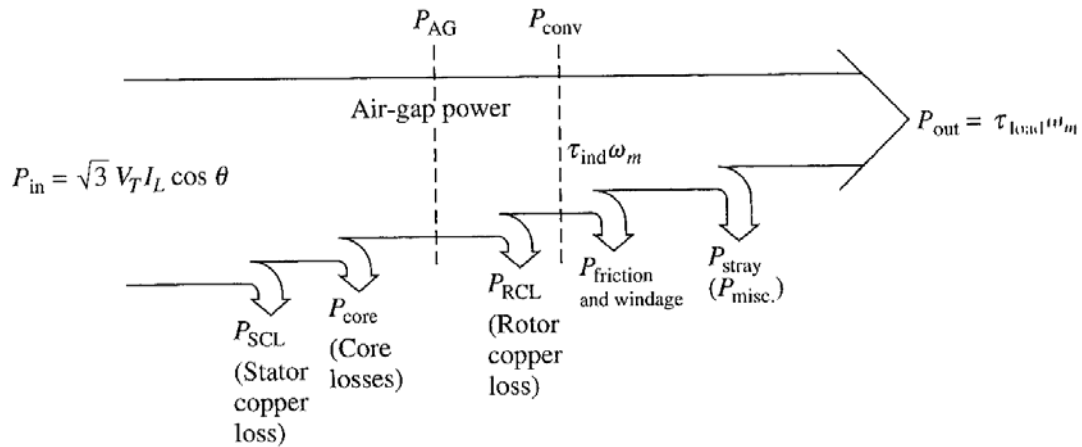 P_AG
P_conv
Air-gap power
P_out = τ_load ω_m
τ_ind ω_m
P_in = √3 V_T I_L cos θ
P_SCL
(Stator
copper
loss)
P_core
(Core
losses)
P_RCL
(Rotor
copper
loss)
P_friction
and windage
P_stray
(P_misc.)